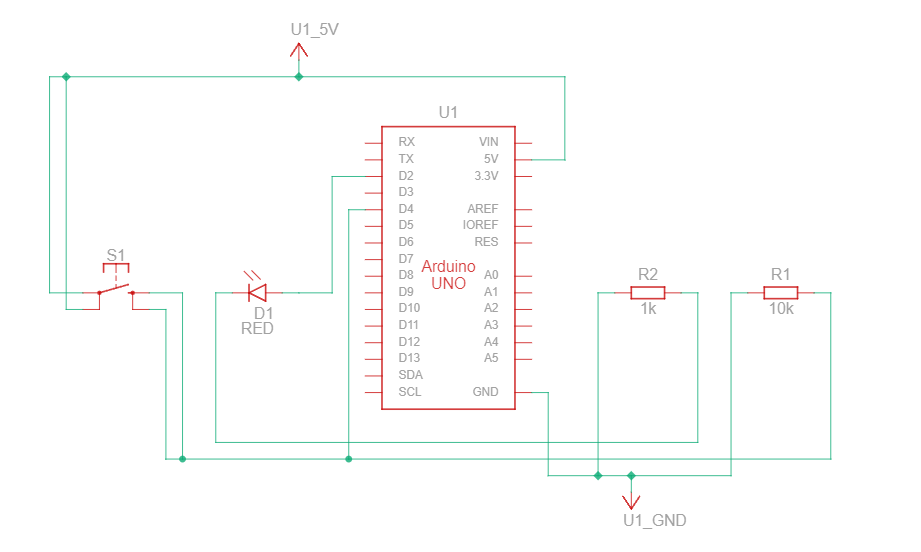 U1_5V
U1
RX
VIN
TX
5V
D2
3.3V
D3
D4
AREF
D5
IOREF
D6
RES
D7
D8
A0
Arduino
UNO
D9
A1
D10
A2
D11
A3
D12
A4
D13
A5
SDA
SCL
GND
S1
D1
RED
R2
1k
R1
10k
U1_GND